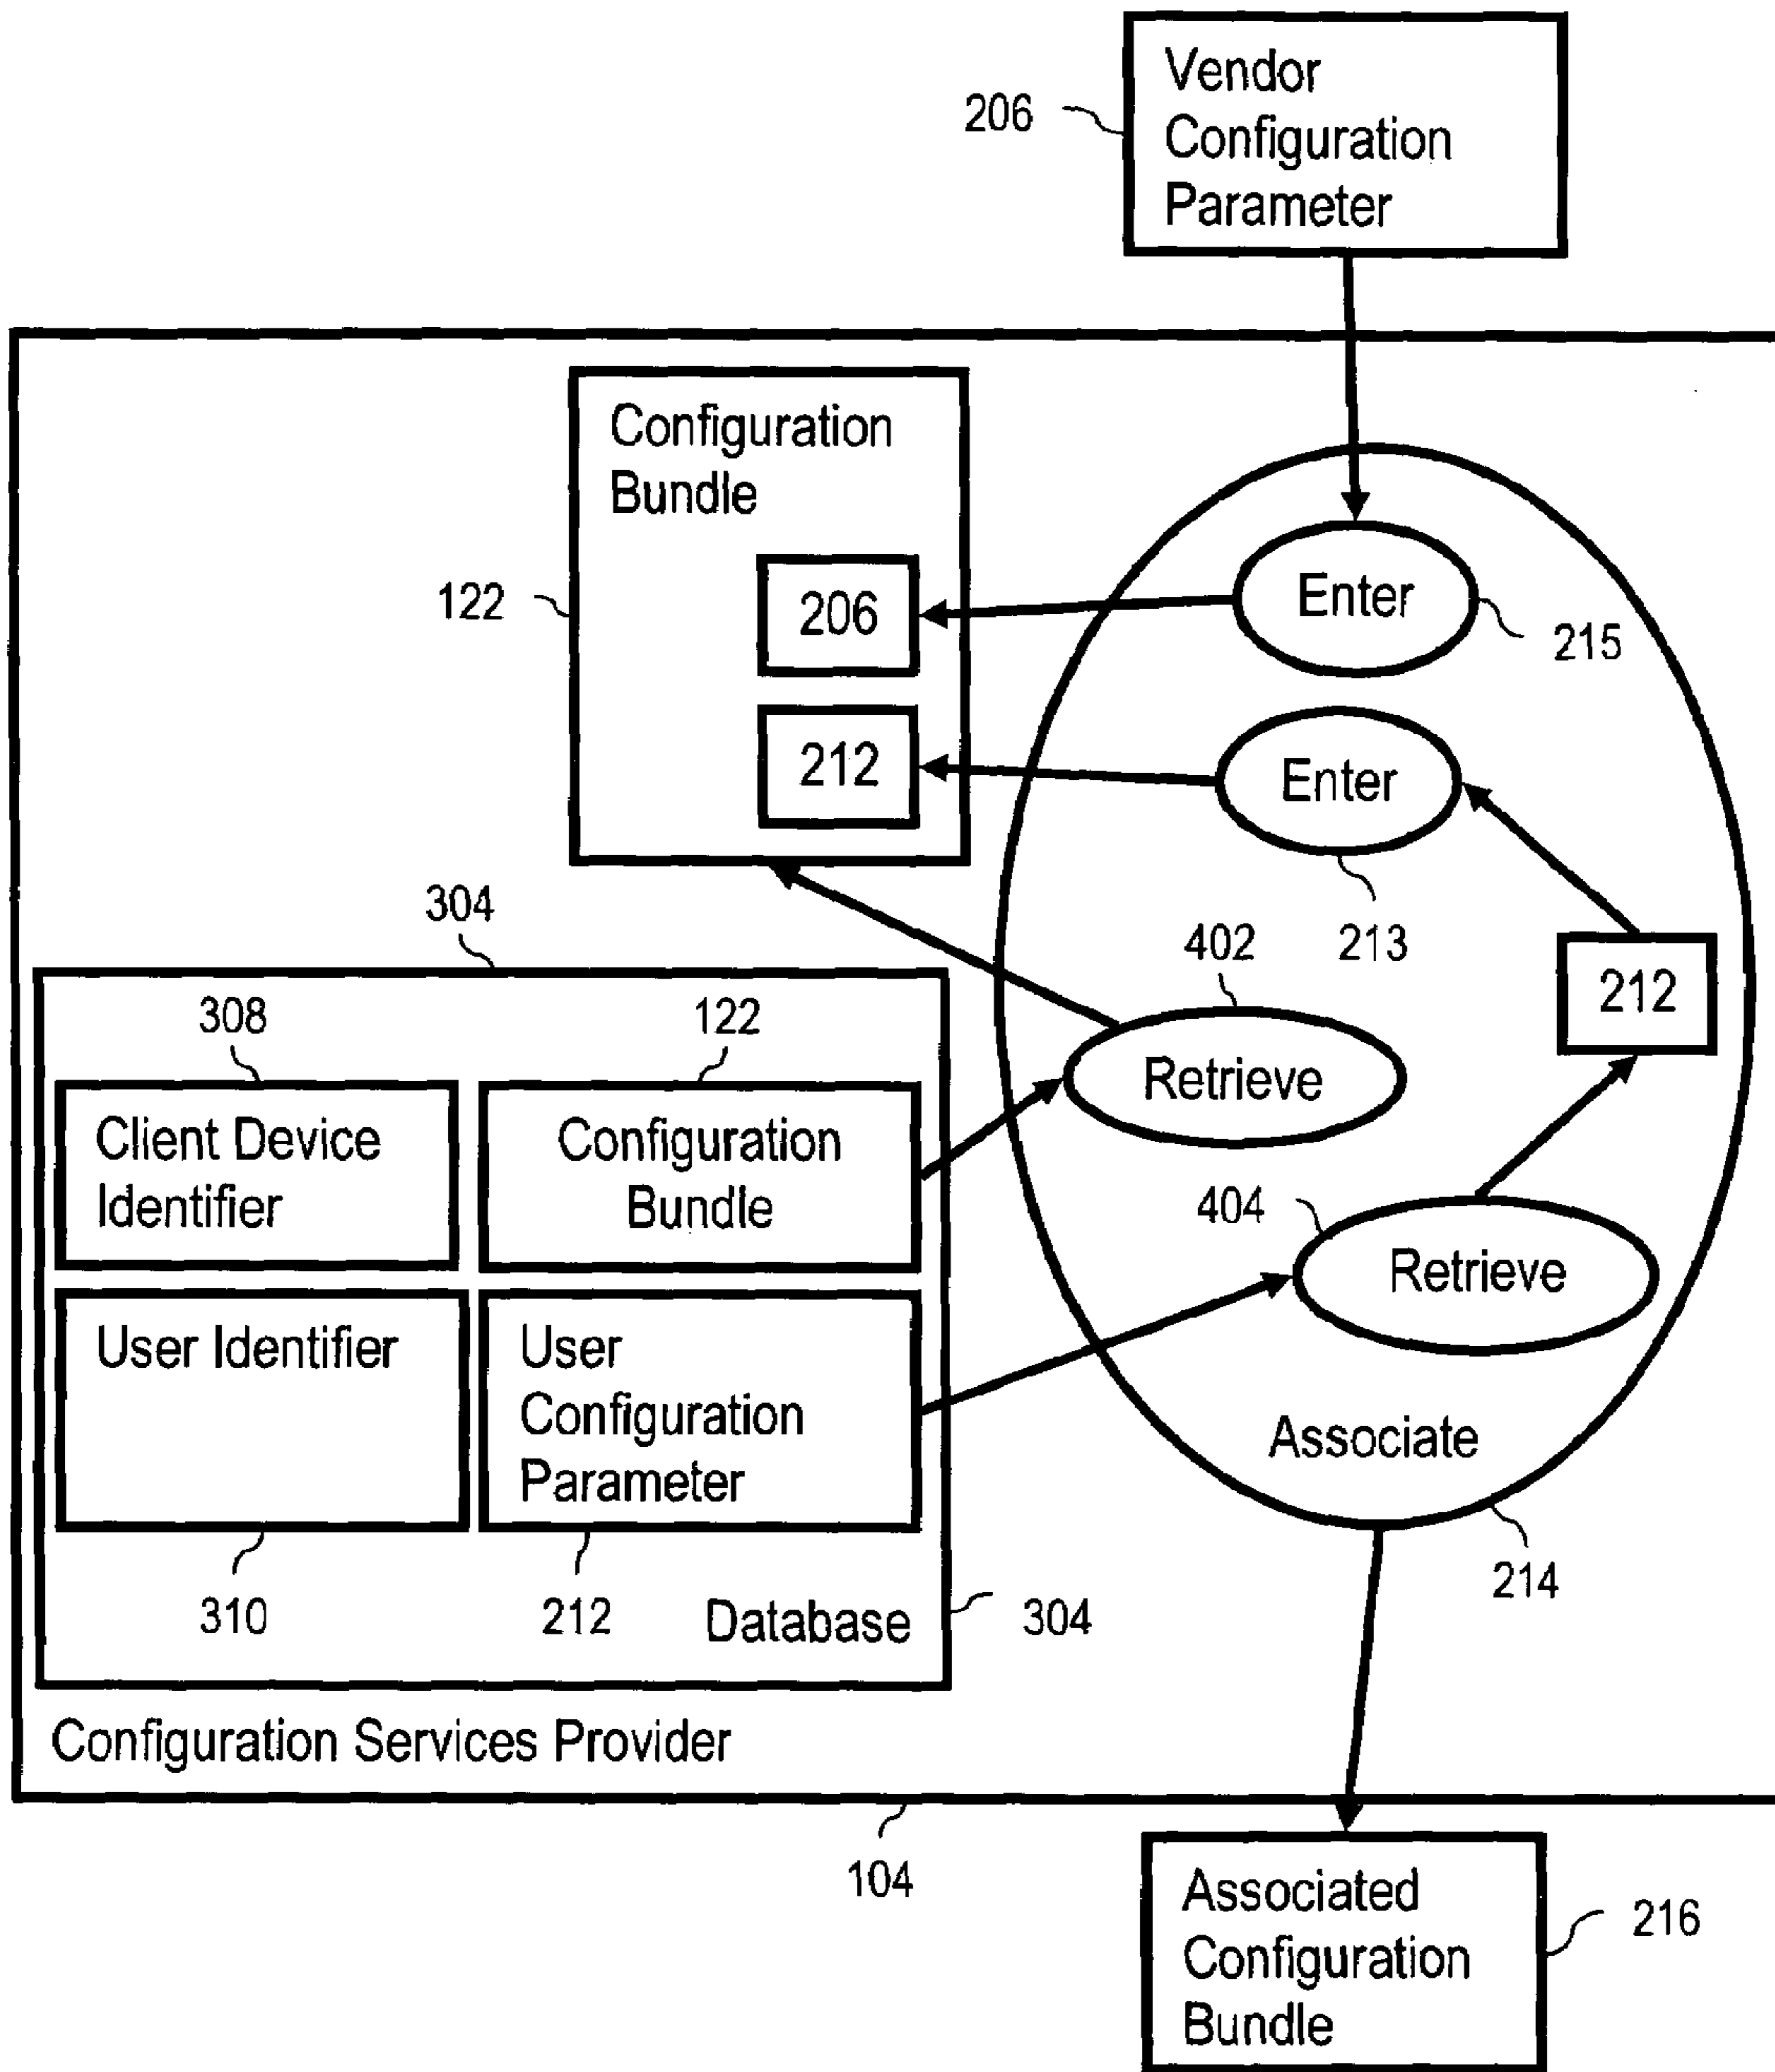 Vendor
Configuration
Parameter
206
Configuration
Bundle
206
212
122
Enter
215
Enter
213
212
402
Retrieve
404
Retrieve
Associate
214
304
308
122
Client Device
Identifier
Configuration
Bundle
User Identifier
User
Configuration
Parameter
310
212
Database
304
Configuration Services Provider
104
Associated
Configuration
Bundle
216